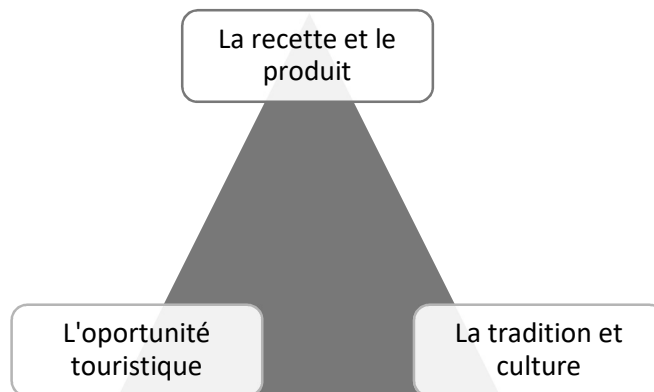 La recette et le
produit
L'oportunité
touristique
La tradition et
culture